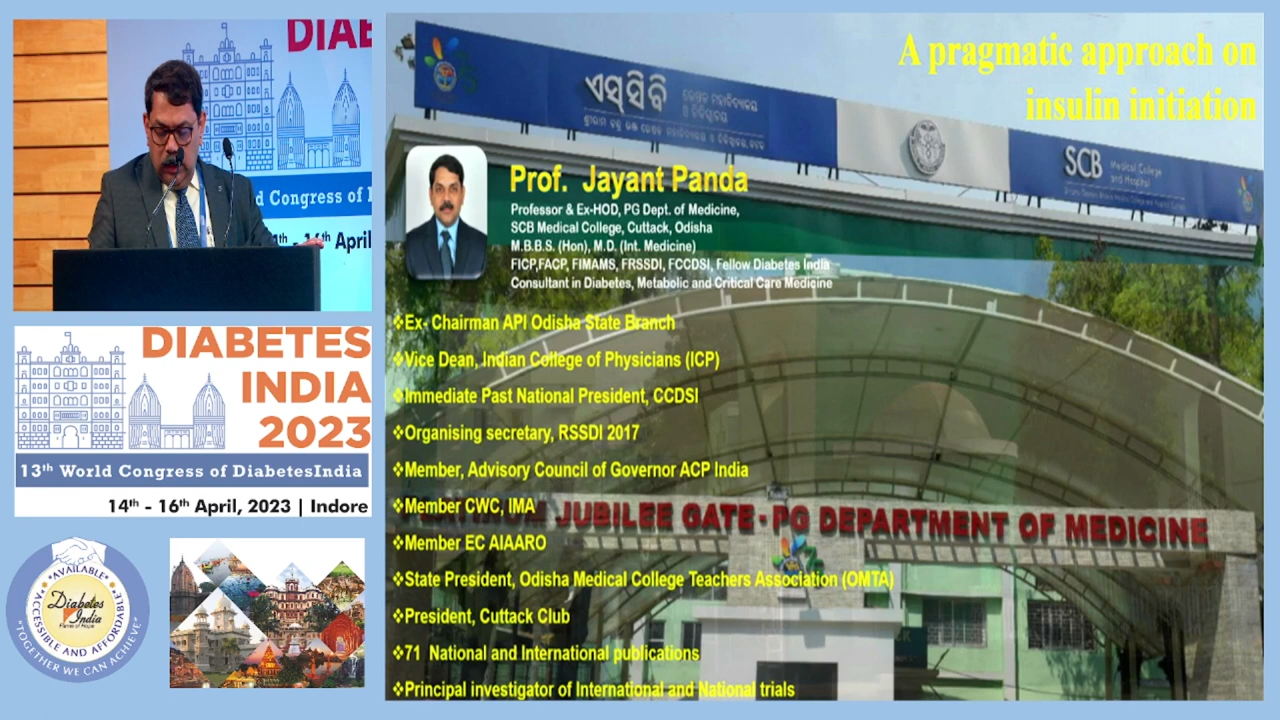 DIAB
d Congress of I
4th - 16th April
DIABETES
INDIA
2023
13th World Congress of DiabetesIndia
14th - 16th April, 2023 | Indore
"AVAILABLE"
"ACCESSIBLE AND AFFORDABLE"
Diabetes
India
"TOGETHER WE CAN ACHIEVE"
A pragmatic approach on
insulin initiation
ଏସ୍ ସି ବି
SCB
Medical College
and Hospital
Prof. Jayant Panda
Professor & Ex-HOD, PG Dept. of Medicine,
SCB Medical College, Cuttack, Odisha
M.B.B.S. (Hon), M.D. (Int. Medicine)
FICP,FACP, FIMAMS, FRSSDI, FCCDSI, Fellow Diabetes India
Consultant in Diabetes, Metabolic and Critical Care Medicine
❖Ex- Chairman API Odisha State Branch
❖Vice Dean, Indian College of Physicians (ICP)
❖Immediate Past National President, CCDSI
❖Organising secretary, RSSDI 2017
❖Member, Advisory Council of Governor ACP India
❖Member CWC, IMA
❖Member EC AIAARO
❖State President, Odisha Medical College Teachers Association (OMTA)
❖President, Cuttack Club
❖71 National and International publications
❖Principal investigator of International and National trials
JUBILEE GATE - PG DEPARTMENT OF MEDICINE